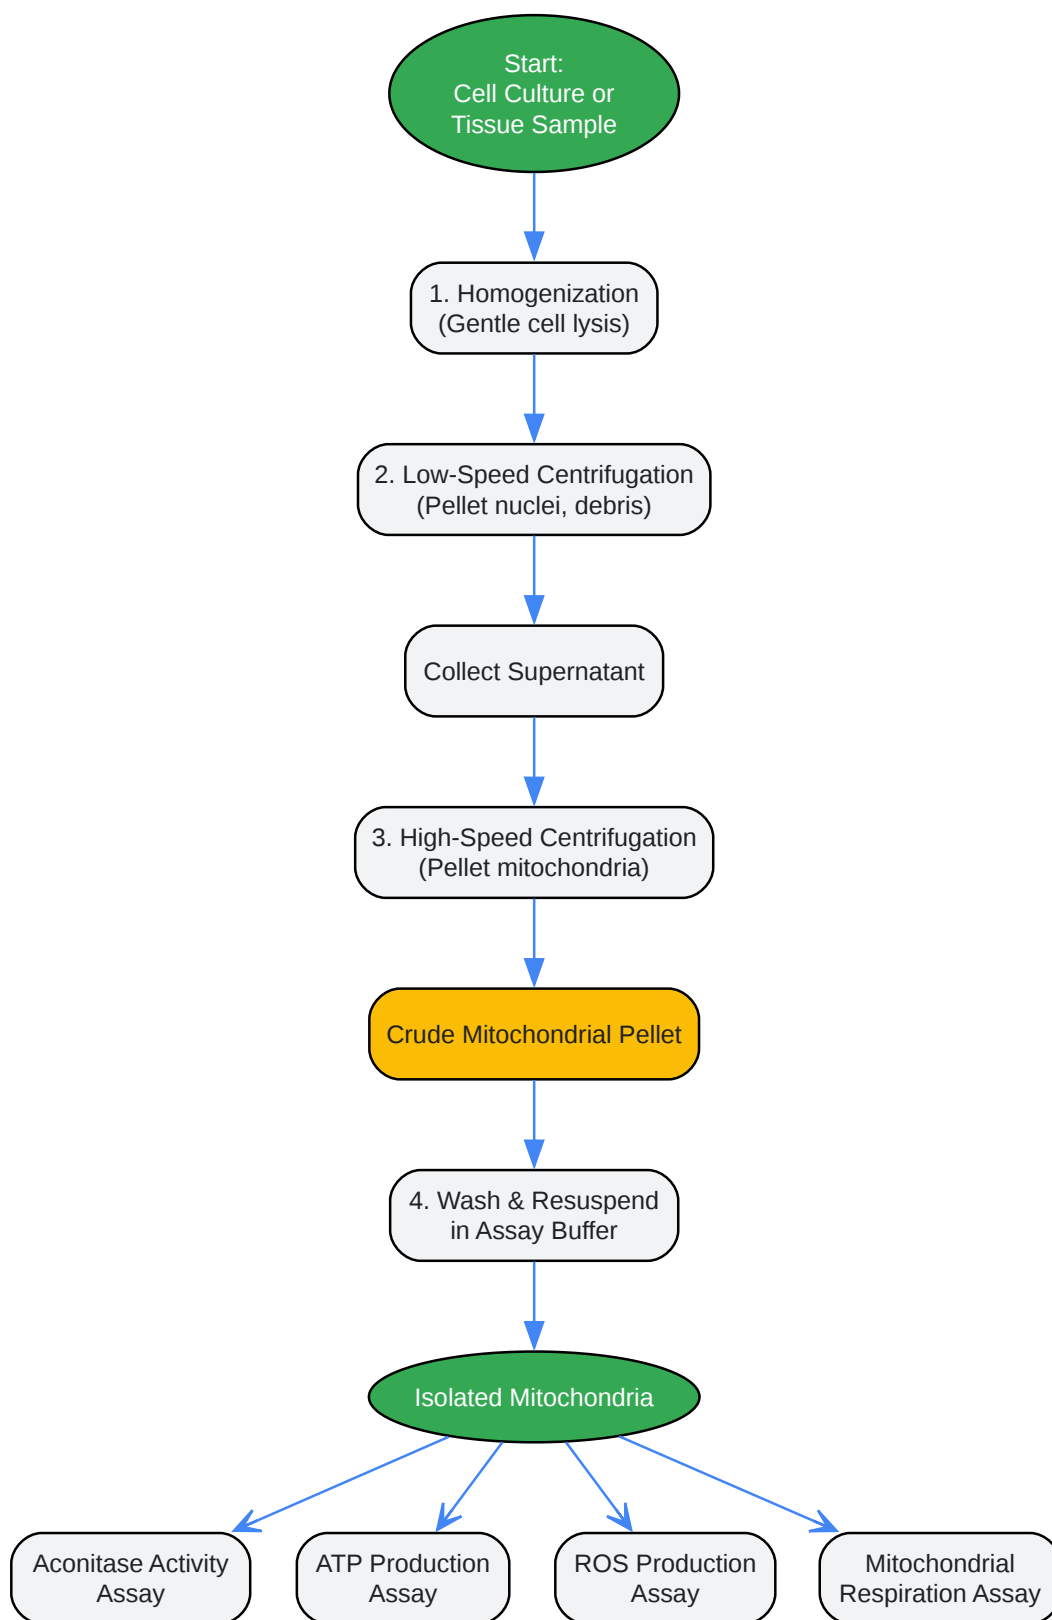 Start:
Cell Culture or
Tissue Sample
1. Homogenization
(Gentle cell lysis)
2. Low-Speed Centrifugation
(Pellet nuclei, debris)
Collect Supernatant
3. High-Speed Centrifugation
(Pellet mitochondria)
Crude Mitochondrial Pellet
4. Wash & Resuspend
in Assay Buffer
Isolated Mitochondria
Aconitase Activity
Assay
ATP Production
Assay
ROS Production
Assay
Mitochondrial
Respiration Assay